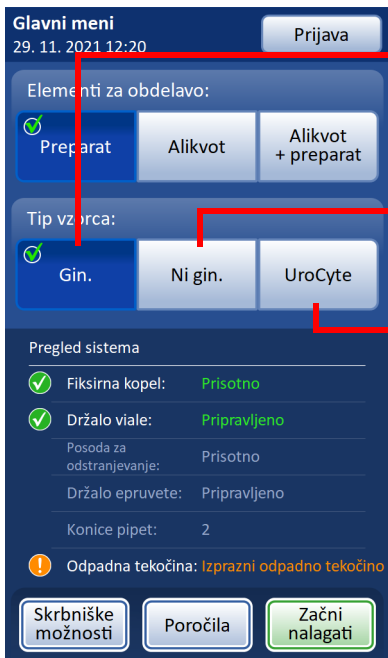 Glavni meni
29. 11. 2021 12:20
Prijava
Elementi za obdelavo:
Preparat
Alikvot
Alikvot
+ preparat
Tip vzorca:
Gin.
Ni gin.
UroCyte
Pregled sistema
Fiksirna kopel: Prisotno
Držalo viale: Pripravljeno
Posoda za
odstranjevanje: Prisotno
Držalo epruvete: Pripravljeno
Konice pipet: 2
Odpadna tekočina: Izprazni odpadno tekočino
Skrbniške
možnosti
Poročila
Začni
nalagati